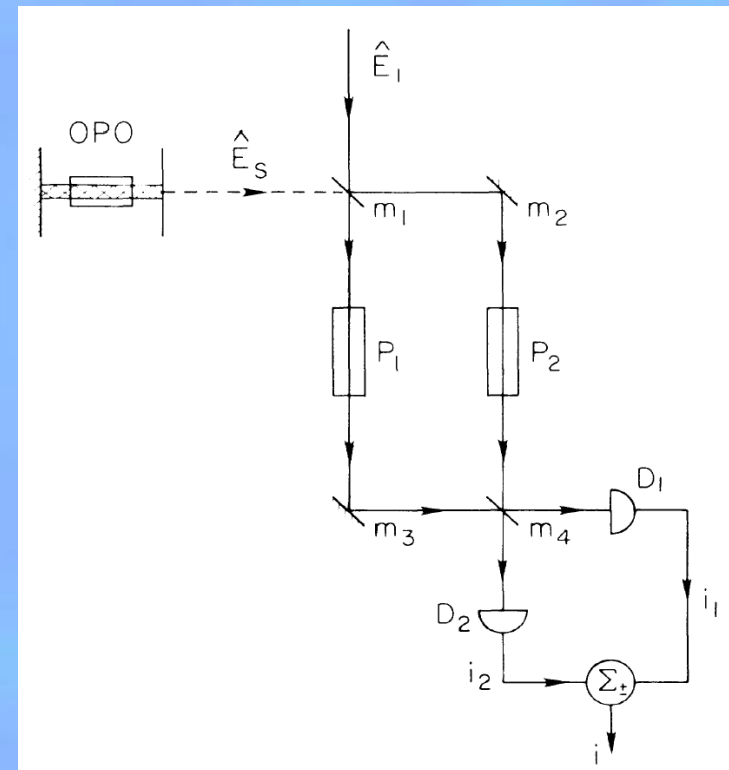 Ê₁
OPO
Ê_S
m₁
m₂
P₁
P₂
m₃
m₄
D₁
D₂
i₁
i₂
Σ±
i